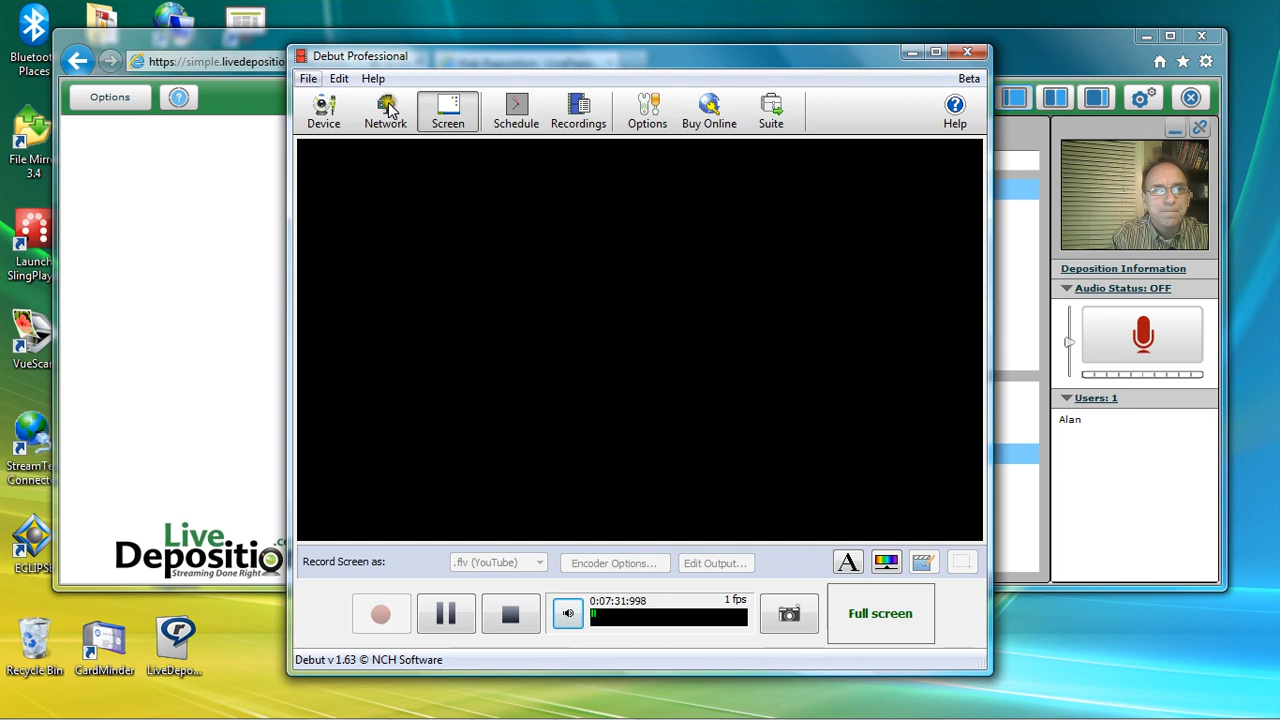 Bluetoot
Places
File Mirr
3.4
Launch
SlingPlay
VueScan
StreamTe
Connect
ECLIPSE
Recycle Bin
CardMinder
LiveDepo...
https://simple.livedepositio
Options
Live
Depositio
Streaming Done Right
Debut Professional
File Edit Help Beta
Device Network Screen Schedule Recordings Options Buy Online Suite Help
Record Screen as: .flv (YouTube) Encoder Options... Edit Output...
A
0:07:31:998 1 fps
Full screen
Debut v 1.63 © NCH Software
Deposition Information
Audio Status: OFF
Users: 1
Alan